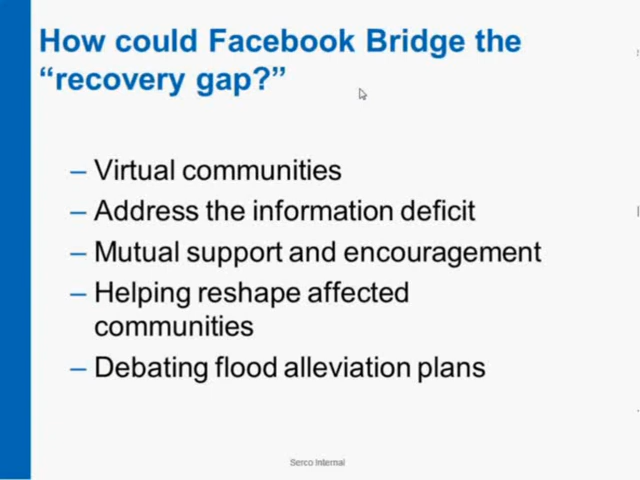 How could Facebook Bridge the
“recovery gap?”
– Virtual communities
– Address the information deficit
– Mutual support and encouragement
– Helping reshape affected
communities
– Debating flood alleviation plans
Serco Internal